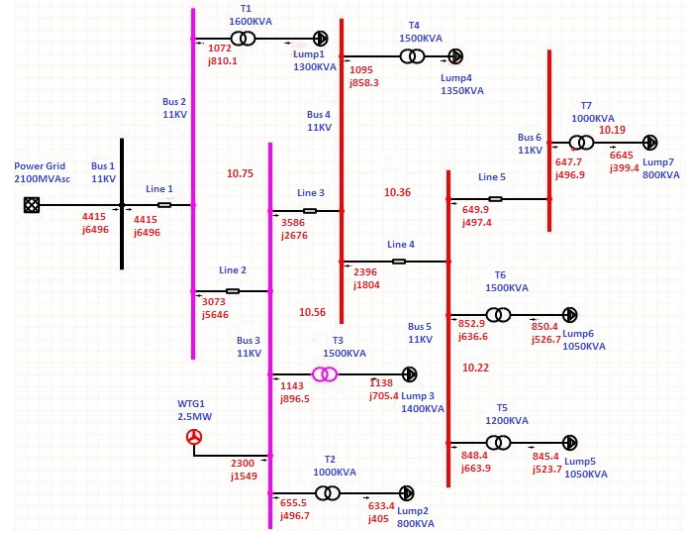 T1
1600KVA
1072
j810.1
Lump1
1300KVA
T4
1500KVA
1095
j858.3
Lump4
1350KVA
Bus 2
11KV
Bus 4
11KV
T7
1000KVA
10.19
Bus 6
11KV
647.7
j496.9
6645
j399.4
Lump7
800KVA
Power Grid
2100MVAsc
Bus 1
11KV
Line 1
4415
j6496
4415
j6496
10.75
Line 3
3586
j2676
10.36
Line 5
649.9
j497.4
Line 2
3073
j5646
Line 4
2396
j1804
10.56
T6
1500KVA
852.9
j636.6
850.4
j526.7
Lump6
1050KVA
Bus 3
11KV
T3
1500KVA
1143
j896.5
1138
j705.4
Lump 3
1400KVA
Bus 5
11KV
10.22
WTG1
2.5MW
2300
j1549
T5
1200KVA
848.4
j663.9
845.4
j523.7
Lump5
1050KVA
T2
1000KVA
655.5
j496.7
633.4
j405
Lump2
800KVA